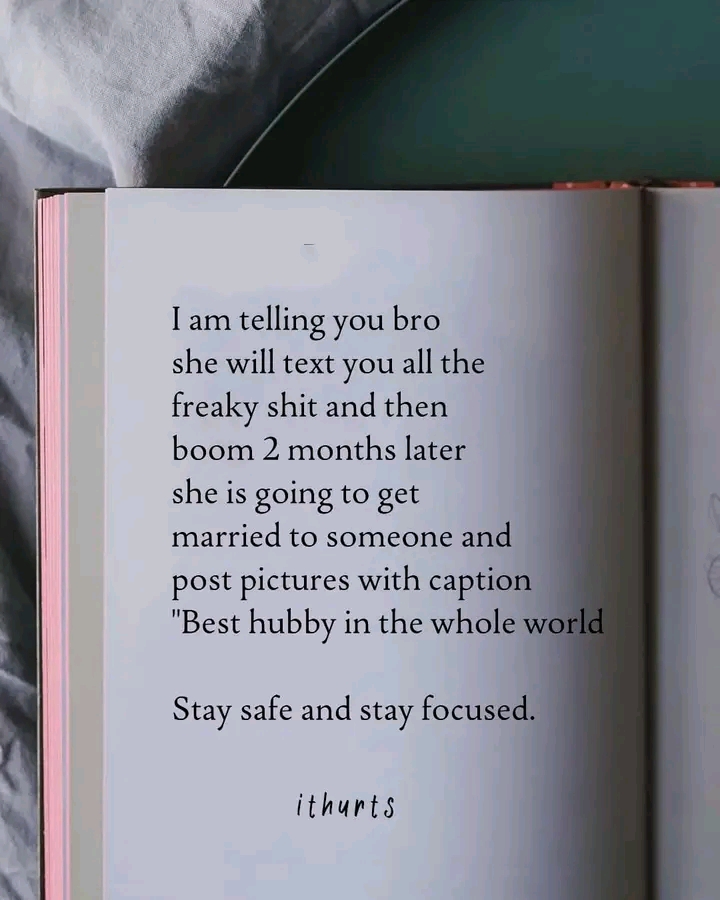 I am telling you bro
she will text you all the
freaky shit and then
boom 2 months later
she is going to get
married to someone and
post pictures with caption
"Best hubby in the whole world
Stay safe and stay focused.
ithurts